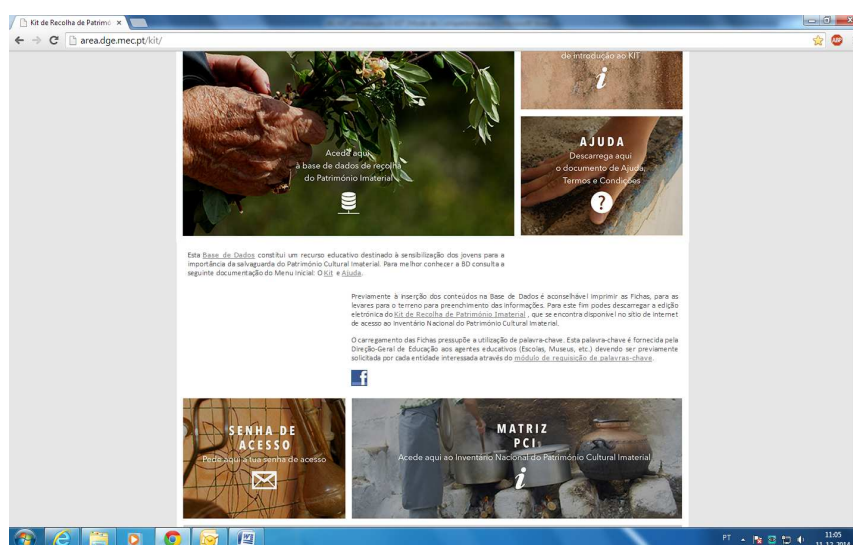 Kit de Recolha de Patrimó
area.dge.mec.pt/kit/
ABP
de introdução ao KIT
i
Acede aqui
à base de dados de recolha
do Património Imaterial
AJUDA
Descarrega aqui
o documento de Ajuda,
Termos e Condições
?
Esta Base de Dados constitui um recurso educativo destinado à sensibilização dos jovens para a
importância da salvaguarda do Património Cultural Imaterial. Para melhor conhecer a BD consulta a
seguinte documentação do Menu Inicial: O Kit e Ajuda.
Previamente à inserção dos conteúdos na Base de Dados é aconselhável imprimir as Fichas, para as
levares para o terreno para preenchimento das informações. Para este fim podes descarregar a edição
eletrónica do Kit de Recolha de Património Imaterial , que se encontra disponível no sítio de internet
de acesso ao Inventário Nacional do Património Cultural Imaterial.
O carregamento das Fichas pressupõe a utilização de palavra-chave. Esta palavra-chave é fornecida pela
Direção-Geral de Educação aos agentes educativos (Escolas, Museus, etc.) devendo ser previamente
solicitada por cada entidade interessada através do módulo de requisição de palavras-chave.
f
SENHA DE
ACESSO
Pede aqui a tua senha de acesso
MATRIZ
PCI
Acede aqui ao Inventário Nacional do Património Cultural Imaterial
i
PT
11:05
11-12-2014